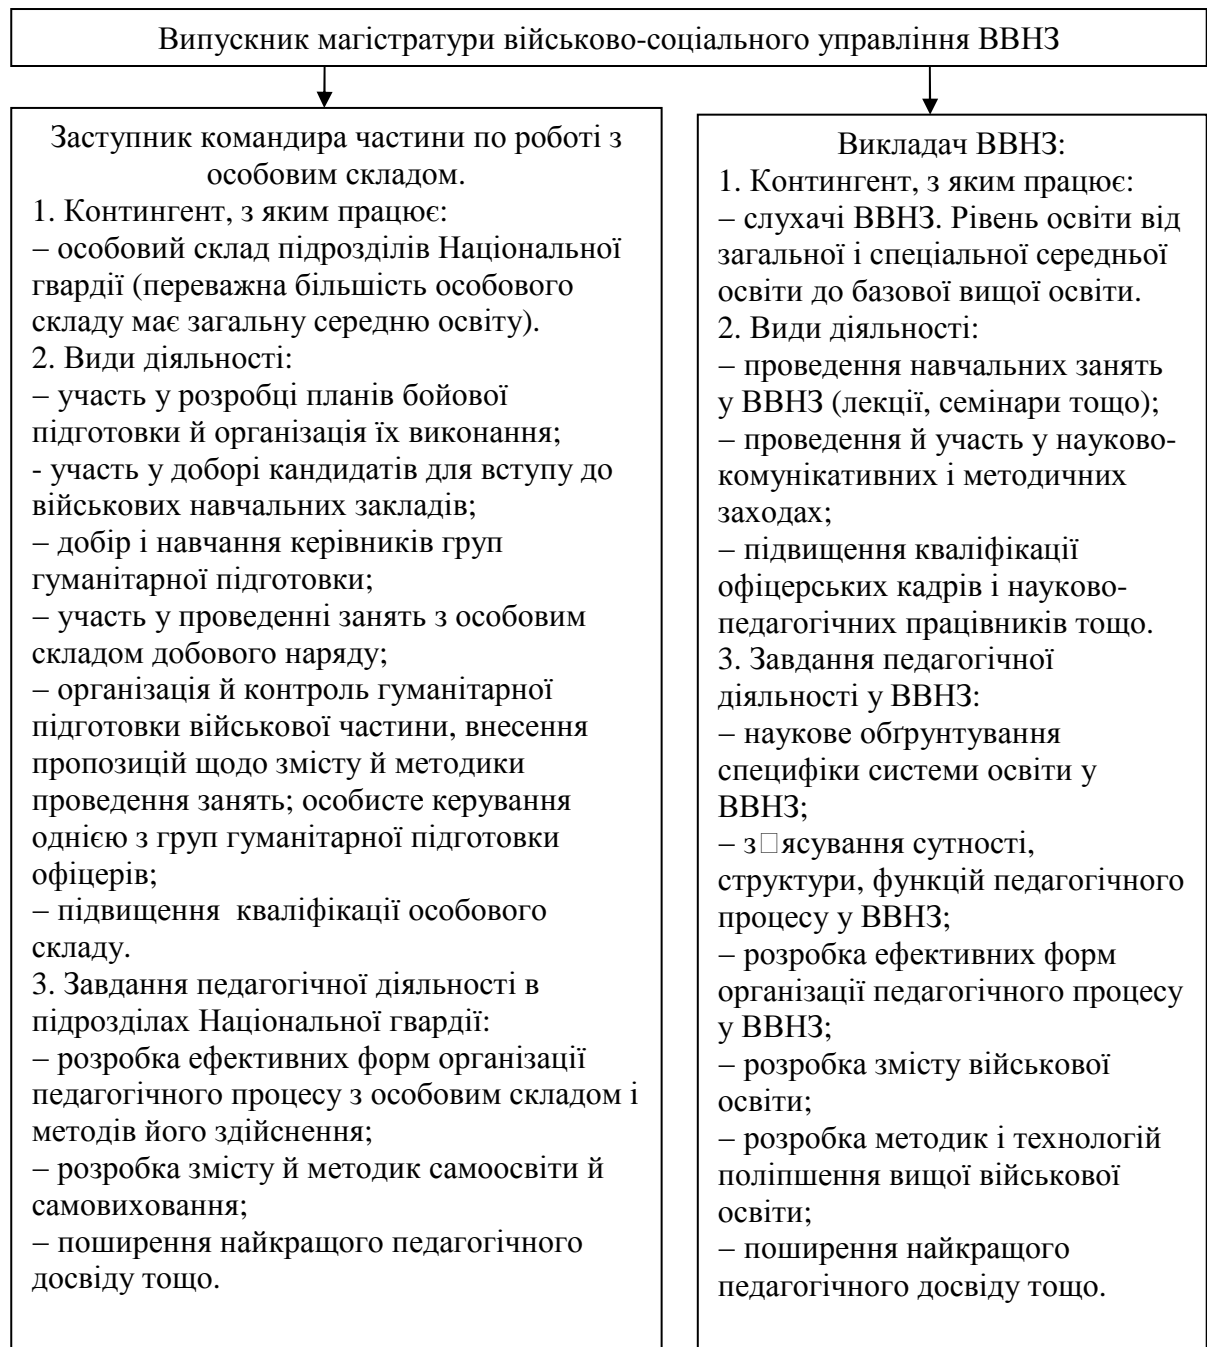 Випускник магістратури військово-соціального управління ВВНЗ
Заступник командира частини по роботі з
особовим складом.
1. Контингент, з яким працює:
– особовий склад підрозділів Національної
гвардії (переважна більшість особового
складу має загальну середню освіту).
2. Види діяльності:
– участь у розробці планів бойової
підготовки й організація їх виконання;
- участь у доборі кандидатів для вступу до
військових навчальних закладів;
– добір і навчання керівників груп
гуманітарної підготовки;
– участь у проведенні занять з особовим
складом добового наряду;
– організація й контроль гуманітарної
підготовки військової частини, внесення
пропозицій щодо змісту й методики
проведення занять; особисте керування
однією з груп гуманітарної підготовки
офіцерів;
– підвищення  кваліфікації особового
складу.
3. Завдання педагогічної діяльності в
підрозділах Національної гвардії:
– розробка ефективних форм організації
педагогічного процесу з особовим складом і
методів його здійснення;
– розробка змісту й методик самоосвіти й
самовиховання;
– поширення найкращого педагогічного
досвіду тощо.
Викладач ВВНЗ:
1. Контингент, з яким працює:
– слухачі ВВНЗ. Рівень освіти від
загальної і спеціальної середньої
освіти до базової вищої освіти.
2. Види діяльності:
– проведення навчальних занять
у ВВНЗ (лекції, семінари тощо);
– проведення й участь у науково-
комунікативних і методичних
заходах;
– підвищення кваліфікації
офіцерських кадрів і науково-
педагогічних працівників тощо.
3. Завдання педагогічної
діяльності у ВВНЗ:
– наукове обґрунтування
специфіки системи освіти у
ВВНЗ;
– з□ясування сутності,
структури, функцій педагогічного
процесу у ВВНЗ;
– розробка ефективних форм
організації педагогічного процесу
у ВВНЗ;
– розробка змісту військової
освіти;
– розробка методик і технологій
поліпшення вищої військової
освіти;
– поширення найкращого
педагогічного досвіду тощо.